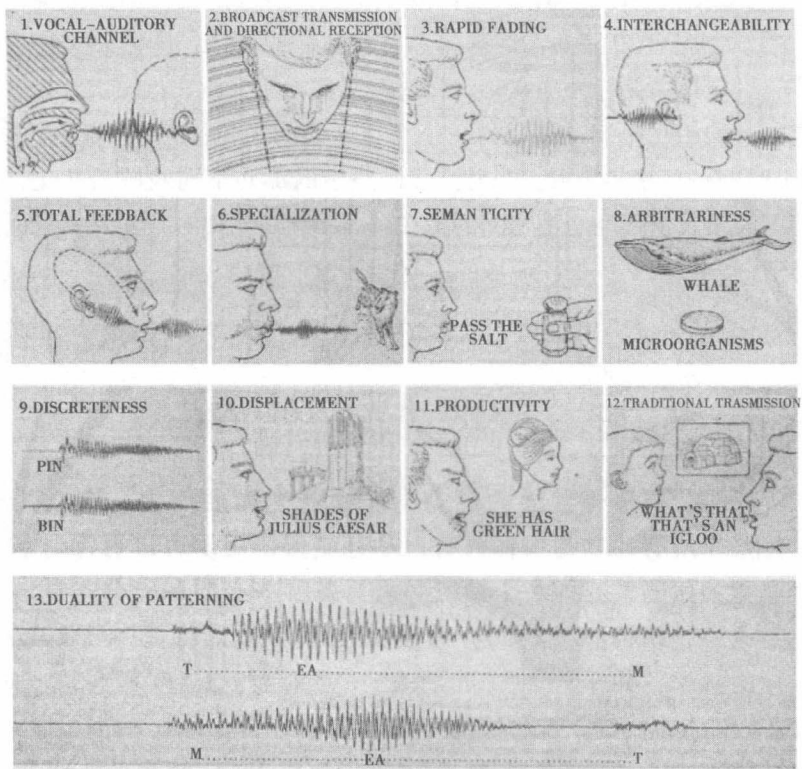 1.VOCAL-AUDITORY
CHANNEL
2.BROADCAST TRANSMISSION
AND DIRECTIONAL RECEPTION
3.RAPID FADING
4.INTERCHANGEABILITY
5.TOTAL FEEDBACK
6.SPECIALIZATION
7.SEMAN TICITY
PASS THE
SALT
8.ARBITRARINESS
WHALE
MICROORGANISMS
9.DISCRETENESS
PIN
BIN
10.DISPLACEMENT
SHADES OF
JULIUS CAESAR
11.PRODUCTIVITY
SHE HAS
GREEN HAIR
12.TRADITIONAL TRASMISSION
WHAT'S THAT
THAT'S AN
IGLOO
13.DUALITY OF PATTERNING
T EA M
M EA T